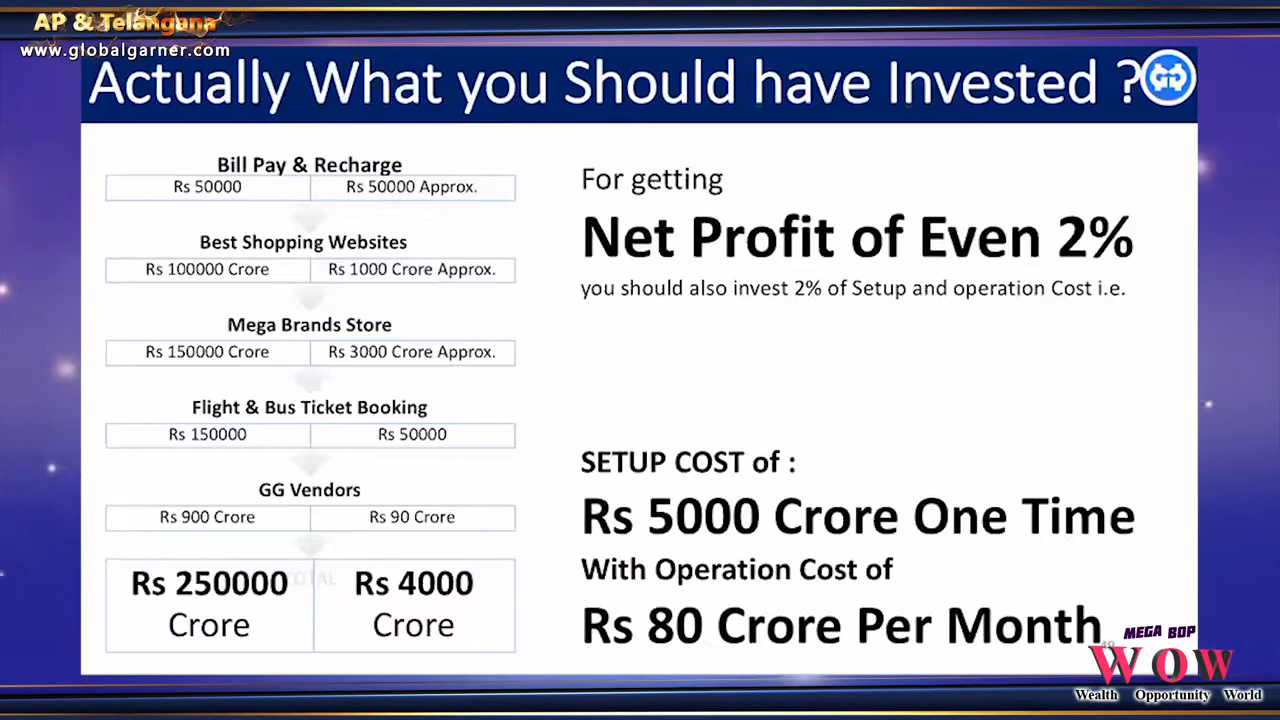 AP & Telangana
www.globalgarner.com
Actually What you Should have Invested ?
GG
Bill Pay & Recharge
Rs 50000 Rs 50000 Approx.
Best Shopping Websites
Rs 100000 Crore Rs 1000 Crore Approx.
Mega Brands Store
Rs 150000 Crore Rs 3000 Crore Approx.
Flight & Bus Ticket Booking
Rs 150000 Rs 50000
GG Vendors
Rs 900 Crore Rs 90 Crore
TOTAL
Rs 250000 Rs 4000
Crore Crore
For getting
Net Profit of Even 2%
you should also invest 2% of Setup and operation Cost i.e.
SETUP COST of :
Rs 5000 Crore One Time
With Operation Cost of
Rs 80 Crore Per Month
49
MEGA BOP
WOW
Wealth Opportunity World